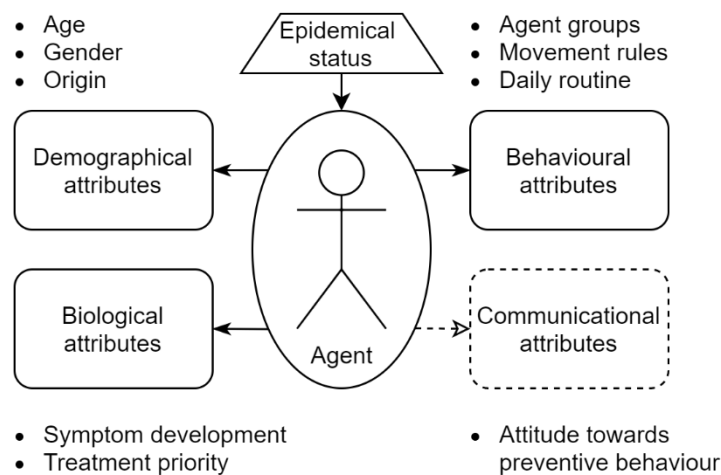 • Age
• Gender
• Origin
Epidemical
status
• Agent groups
• Movement rules
• Daily routine
Demographical
attributes
Behavioural
attributes
Biological
attributes
Agent
Communicational
attributes
• Symptom development
• Treatment priority
• Attitude towards
preventive behaviour